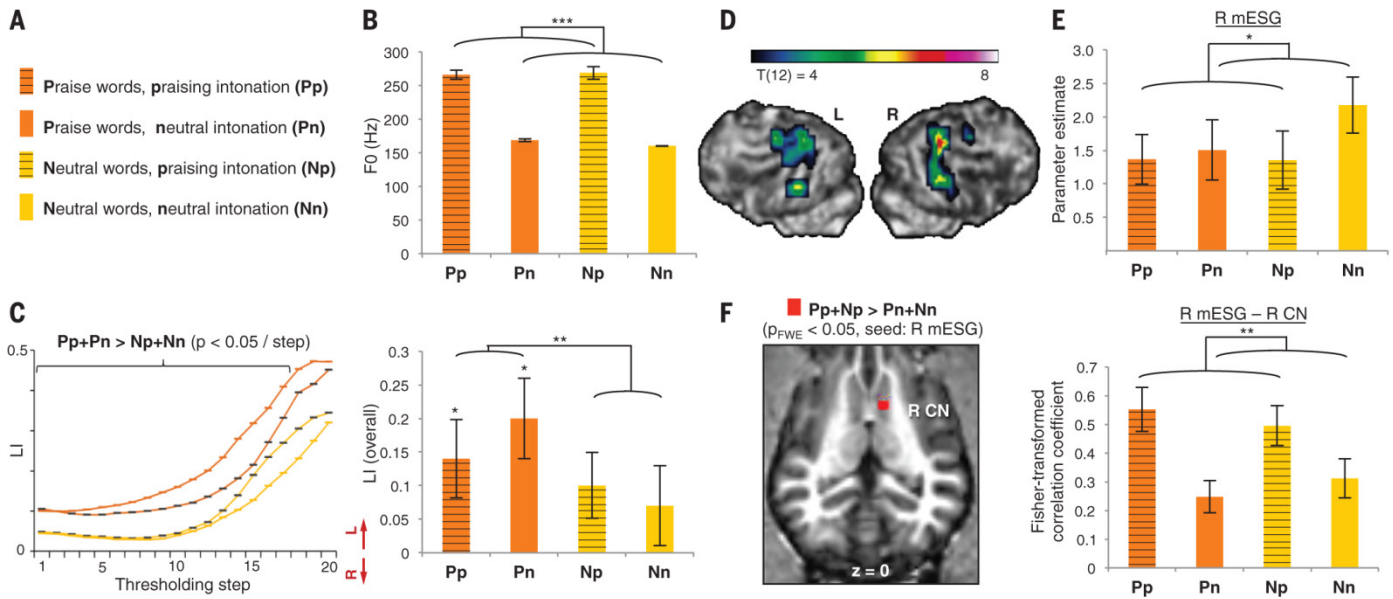 A
Praise words, praising intonation (Pp)
Praise words, neutral intonation (Pn)
Neutral words, praising intonation (Np)
Neutral words, neutral intonation (Nn)
B
***
F0 (Hz)
300
250
200
150
100
50
0
Pp Pn Np Nn
C
Pp+Pn > Np+Nn (p < 0.05 / step)
0.5
LI
0
1 5 10 15 20
Thresholding step
L
R
**
LI (overall)
0.3
0.25
0.2
0.15
0.1
0.05
0
* *
Pp Pn Np Nn
D
T(12) = 4 8
L R
E
R mESG
*
Parameter estimate
3.0
2.5
2.0
1.5
1.0
0.5
Pp Pn Np Nn
F
Pp+Np > Pn+Nn
(pFWE < 0.05, seed: R mESG)
R CN
z = 0
R mESG – R CN
**
Fisher-transformed
correlation coefficient
0.7
0.6
0.5
0.4
0.3
0.2
0.1
0
Pp Pn Np Nn